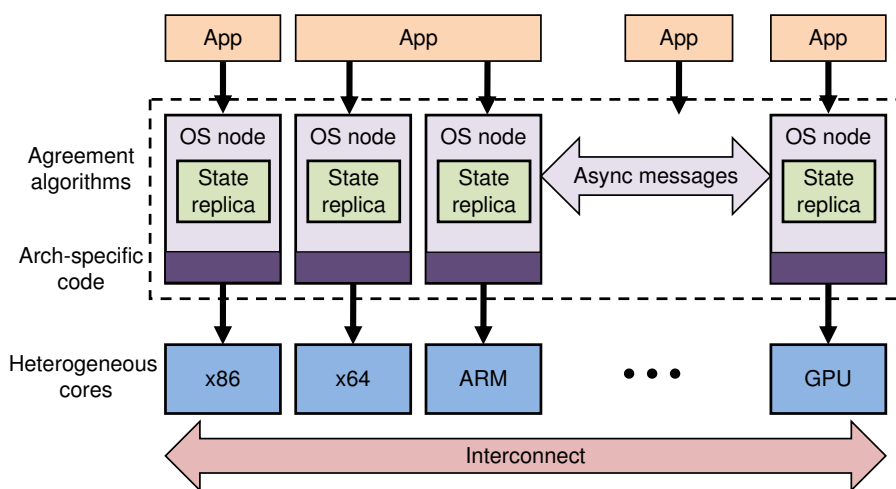 App
App
App
App
OS node
OS node
OS node
OS node
Agreement
algorithms
State
replica
State
replica
State
replica
Async messages
State
replica
Arch-specific
code
Heterogeneous
cores
x86
x64
ARM
GPU
Interconnect